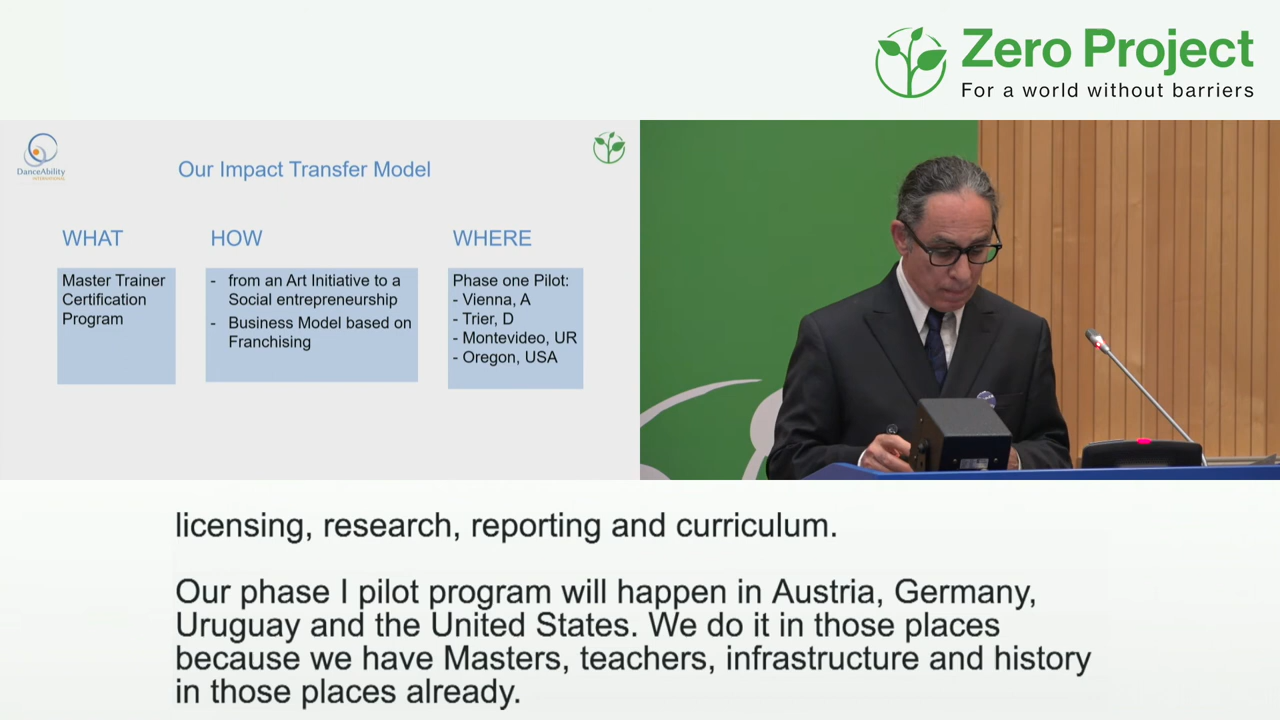 Zero Project
For a world without barriers
DanceAbility
INTERNATIONAL
Our Impact Transfer Model
WHAT
Master Trainer
Certification
Program
HOW
- from an Art Initiative to a
Social entrepreneurship
- Business Model based on
Franchising
WHERE
Phase one Pilot:
- Vienna, A
- Trier, D
- Montevideo, UR
- Oregon, USA
licensing, research, reporting and curriculum.
Our phase I pilot program will happen in Austria, Germany,
Uruguay and the United States. We do it in those places
because we have Masters, teachers, infrastructure and history
in those places already.